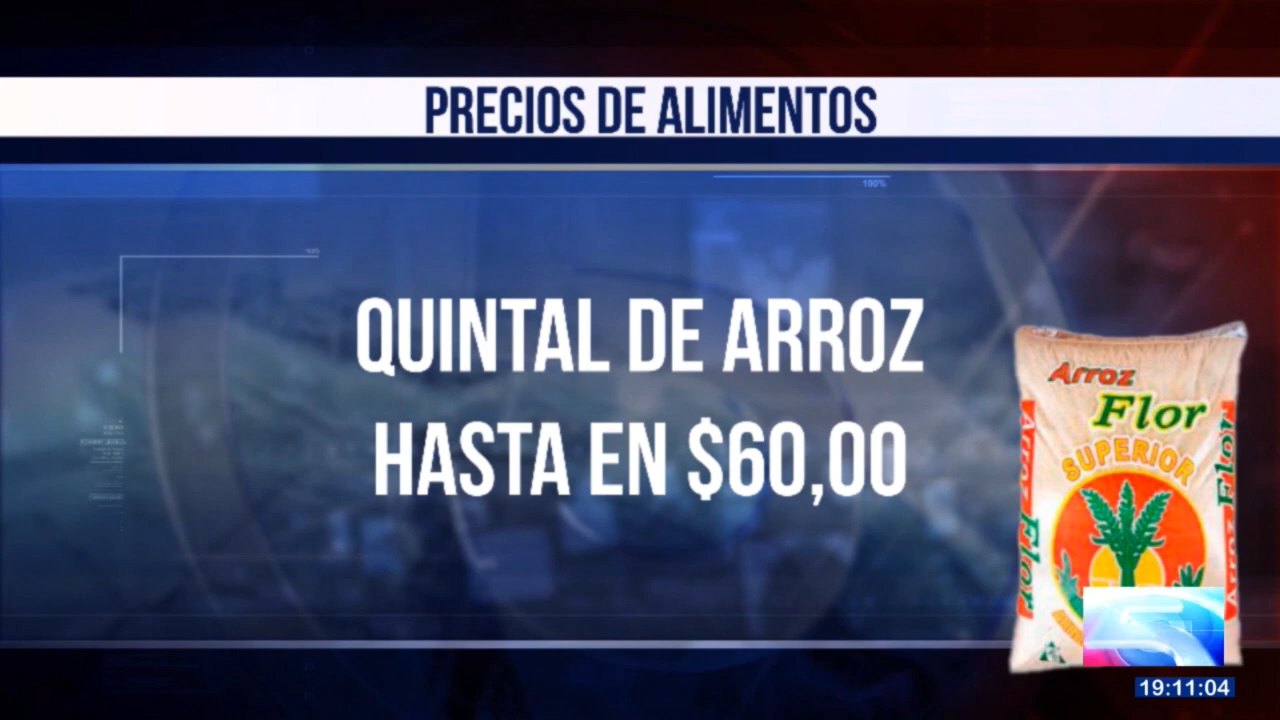 PRECIOS DE ALIMENTOS
100%
QUINTAL DE ARROZ
HASTA EN $60,00
Arroz
Flor
SUPERIOR
Arroz Flor
Arroz Flor
19:11:04